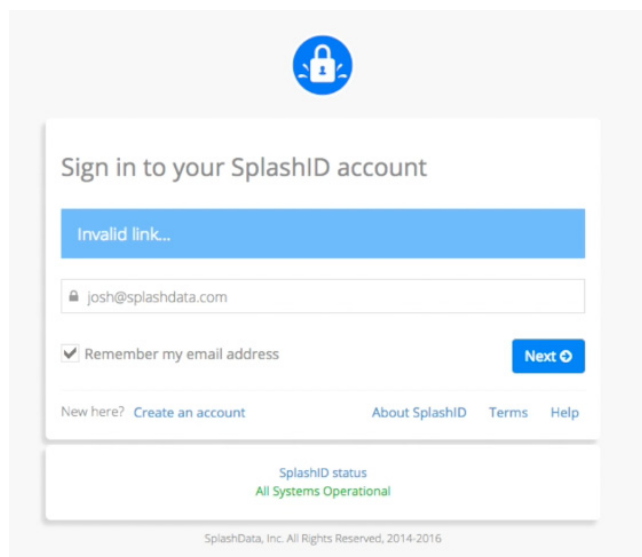 Sign in to your SplashID account
Invalid link...
josh@splashdata.com
Remember my email address
Next
New here? Create an account About SplashID Terms Help
SplashID status
All Systems Operational
SplashData, Inc. All Rights Reserved, 2014-2016